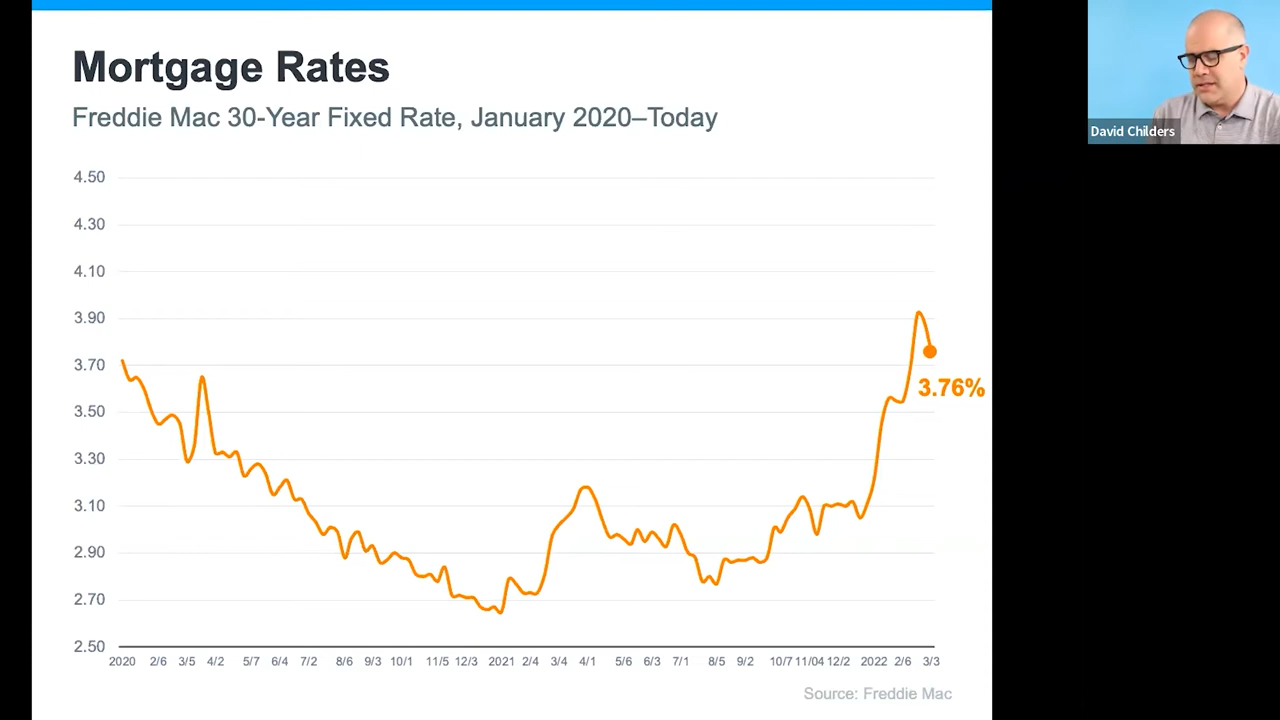 Mortgage Rates
Freddie Mac 30-Year Fixed Rate, January 2020–Today
David Childers
4.50
4.30
4.10
3.90
3.70
3.50
3.30
3.10
2.90
2.70
2.50
3.76%
2020 2/6 3/5 4/2 5/7 6/4 7/2 8/6 9/3 10/1 11/5 12/3 2021 2/4 3/4 4/1 5/6 6/3 7/1 8/5 9/2 10/7 11/04 12/2 2022 2/6 3/3
Source: Freddie Mac